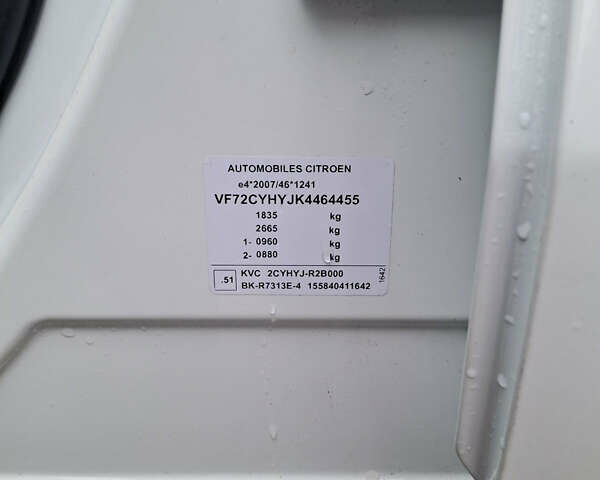 AUTOMOBILES CITROEN
e4*2007/46*1241
VF72CYHYJK4464455
1835 kg
2665 kg
1- 0960 kg
2- 0880 kg
.51 KVC 2CYHYJ-R2B000
BK-R7313E-4 155840411642
1642